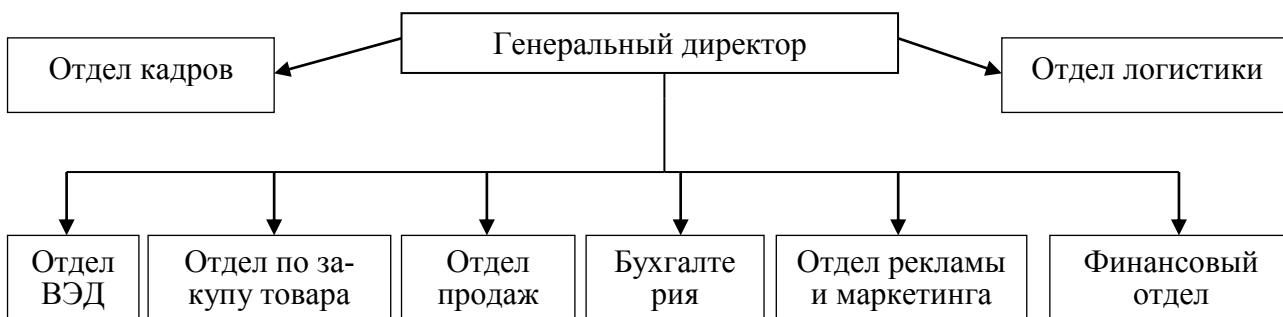 Генеральный директор
Отдел кадров
Отдел логистики
Отдел
ВЭД
Отдел по за-
купу товара
Отдел
продаж
Бухгалте
рия
Отдел рекламы
и маркетинга
Финансовый
отдел